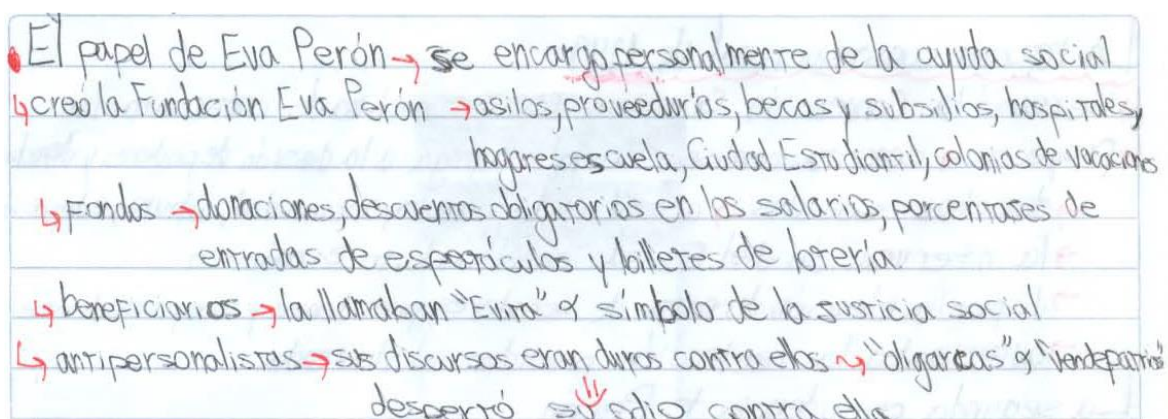 • El papel de Eva Perón → se encargo personalmente de la ayuda social
↳ creó la Fundación Eva Perón → asilos, proveedurías, becas y subsilios, hospitales,
hogares escuela, Ciudad Estudiantil, colonias de vacaciones
↳ Fondos → donaciones, descuentos obligatorios en los salarios, porcentajes de
entradas de espectáculos y billetes de lotería.
↳ beneficiarios → la llamaban "Evita" y símbolo de la justicia social
↳ antipersonalistas → sus discursos eran duros contra ellos ⤳ "oligarcas" y "vendepatrias"
despertó su odio contra ella